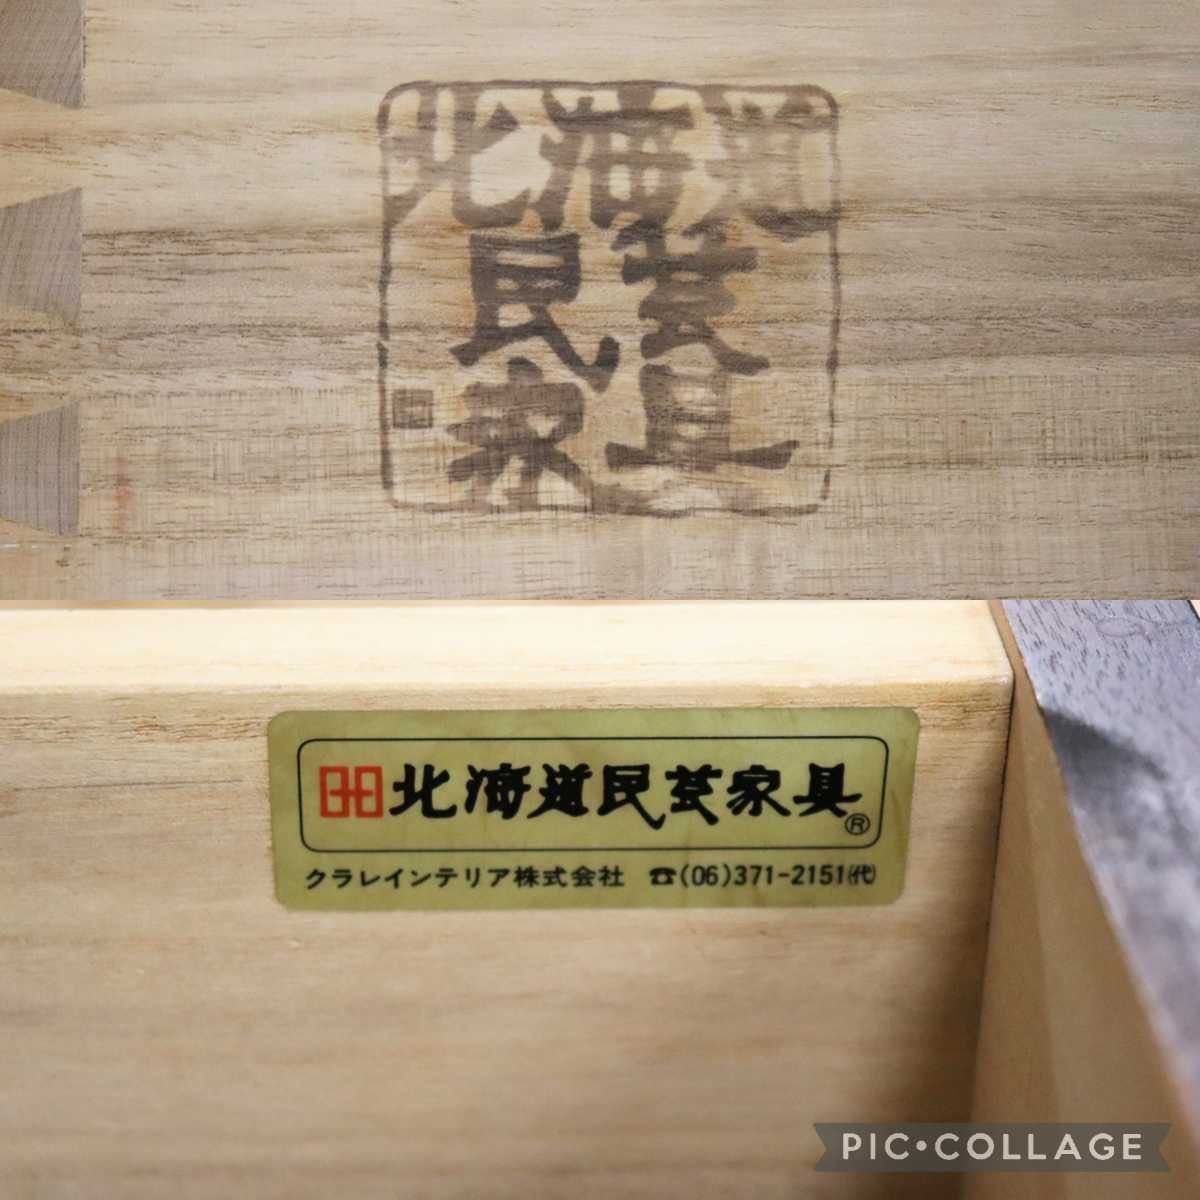 北海道
民芸
家具
北海道民芸家具®
クラレインテリア株式会社 ☎(06)371-2151㈹
PIC•COLLAGE